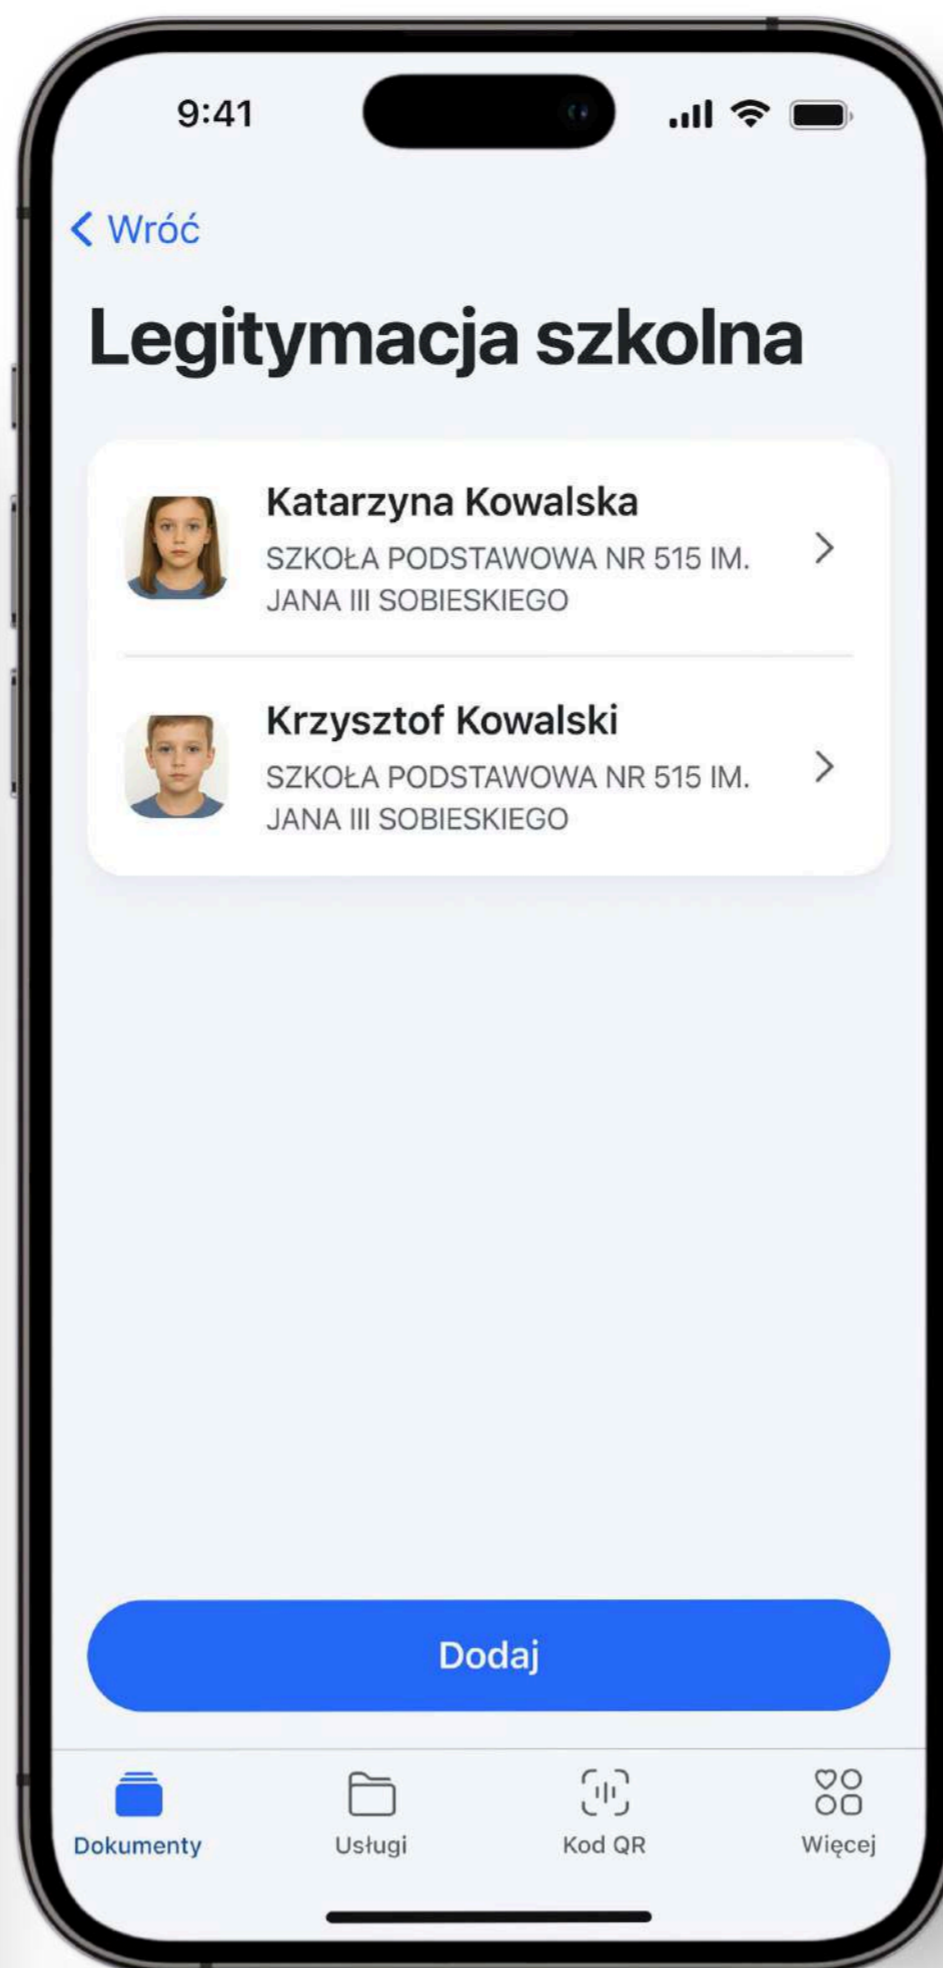 9:41
Wróć
Legitymacja szkolna
Katarzyna Kowalska
SZKOŁA PODSTAWOWA NR 515 IM.
JANA III SOBIESKIEGO
Krzysztof Kowalski
SZKOŁA PODSTAWOWA NR 515 IM.
JANA III SOBIESKIEGO
Dodaj
Dokumenty
Usługi
Kod QR
Więcej